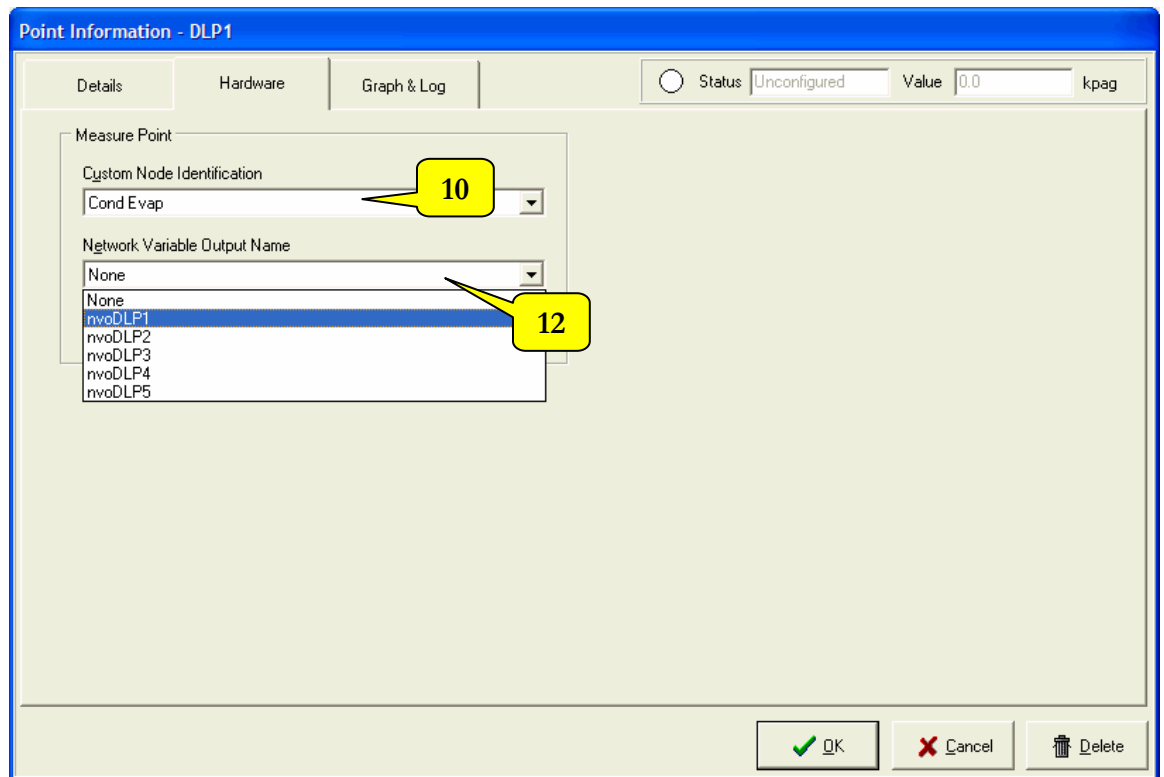 Point Information - DLP1
Details Hardware Graph & Log Status Unconfigured Value 0.0 kpag
Measure Point
Custom Node Identification
Cond Evap
10
Network Variable Output Name
None
None
nvoDLP1
12
nvoDLP2
nvoDLP3
nvoDLP4
nvoDLP5
OK Cancel Delete